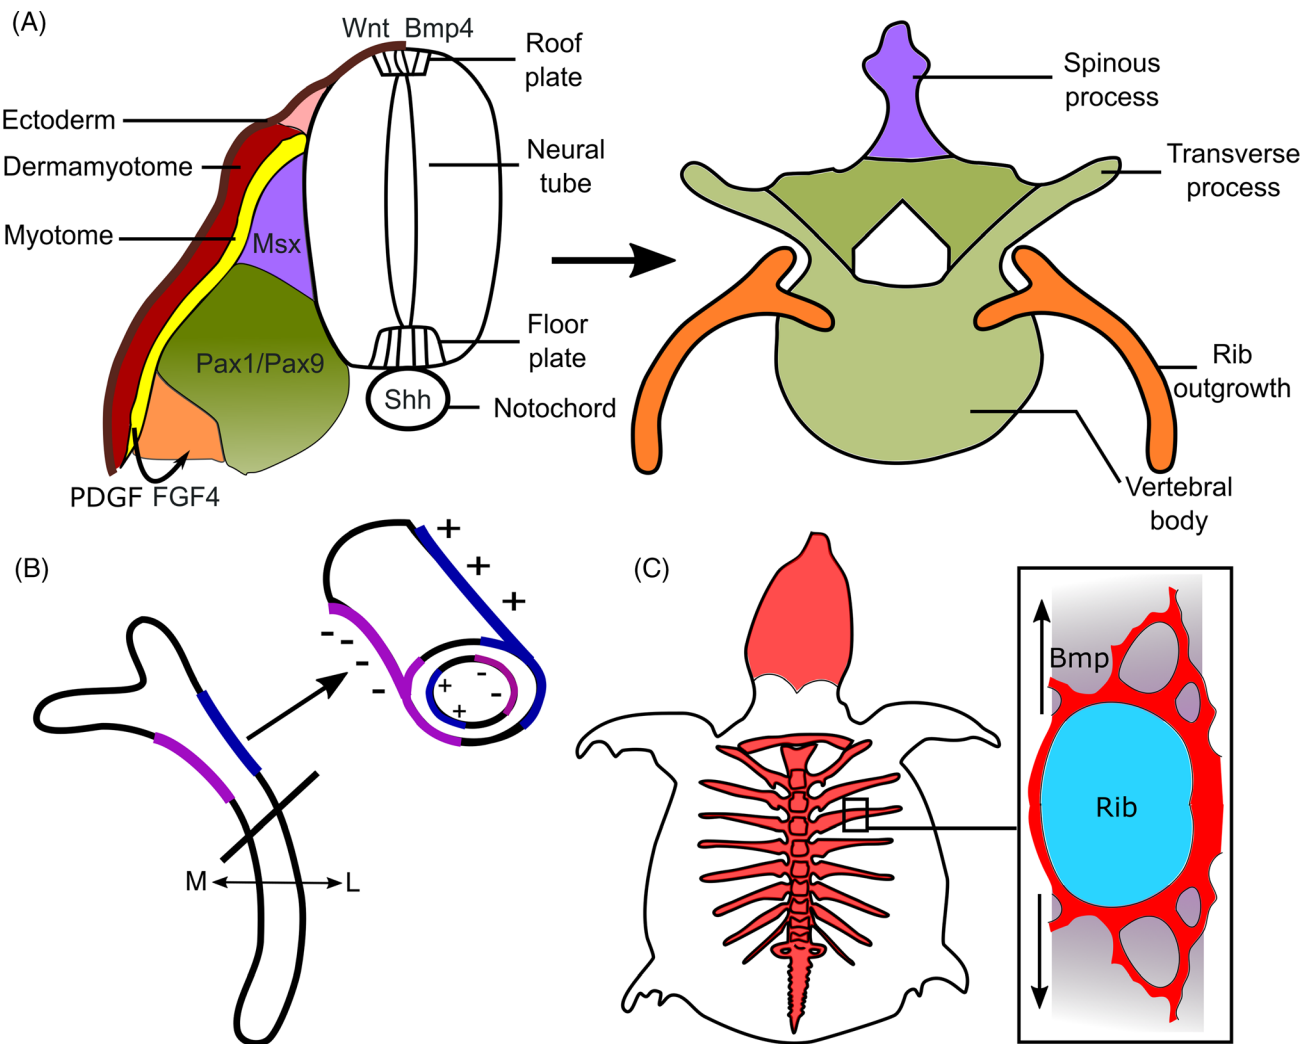 (A)
Wnt Bmp4
Roof
plate
Ectoderm
Dermamyotome
Neural
tube
Myotome
Msx
Floor
plate
Pax1/Pax9
Shh
Notochord
PDGF FGF4
Spinous
process
Transverse
process
Rib
outgrowth
Vertebral
body
(B)
+
+
+
-
-
-
-
+
+
-
-
M
L
(C)
Bmp
Rib